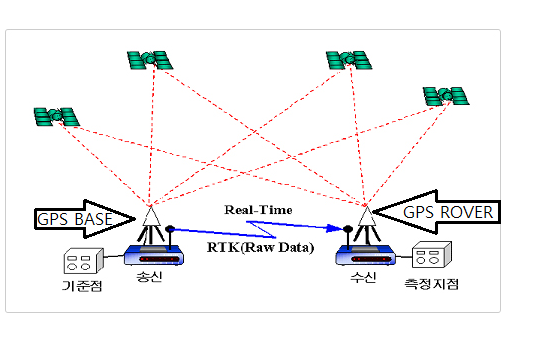 GPS BASE
Real-Time
GPS ROVER
RTK(Raw Data)
기준점
송신
수신
측정지점